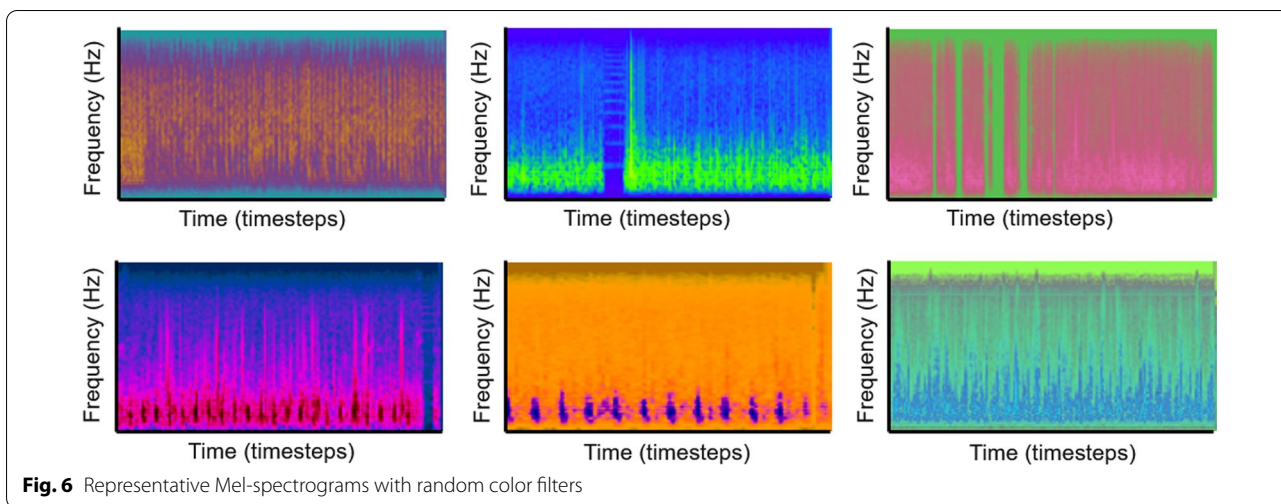 Frequency (Hz)
Time (timesteps)
Frequency (Hz)
Time (timesteps)
Frequency (Hz)
Time (timesteps)
Frequency (Hz)
Time (timesteps)
Frequency (Hz)
Time (timesteps)
Frequency (Hz)
Time (timesteps)
Fig. 6 Representative Mel-spectrograms with random color filters